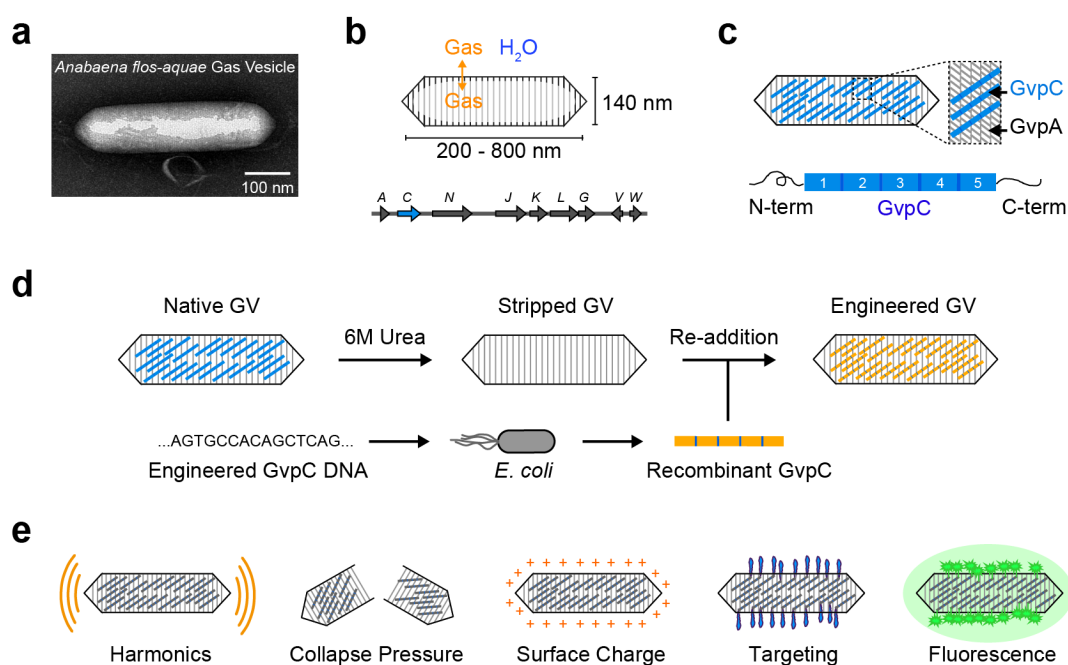 a
Anabaena flos-aquae Gas Vesicle
100 nm
b
Gas H2O
Gas
140 nm
200 - 800 nm
A C N J K L G V W
c
GvpC
GvpA
1 2 3 4 5
N-term GvpC C-term
d
Native GV Stripped GV Engineered GV
6M Urea Re-addition
...AGTGCCACAGCTCAG...
Engineered GvpC DNA E. coli Recombinant GvpC
e
+ + + + + + + + + + + + + + + + + + + + + + + + + + + +
Harmonics Collapse Pressure Surface Charge Targeting Fluorescence